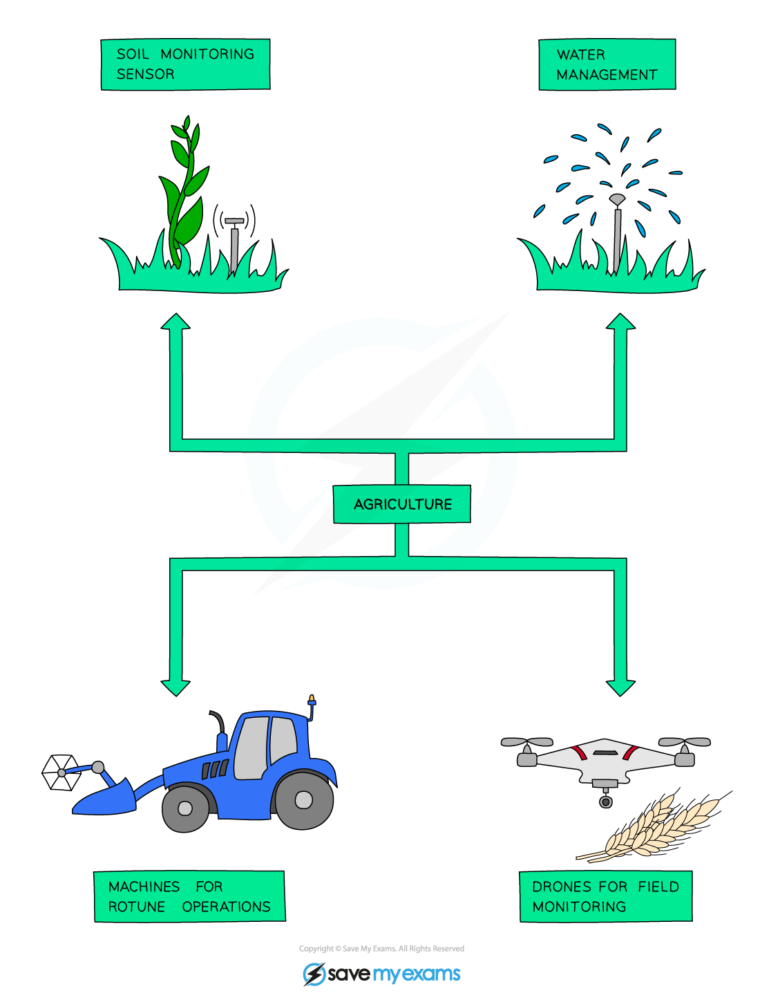 SOIL MONITORING
SENSOR
WATER
MANAGEMENT
AGRICULTURE
MACHINES FOR
ROTUNE OPERATIONS
DRONES FOR FIELD
MONITORING
Copyright © Save My Exams. All Rights Reserved
save my exams